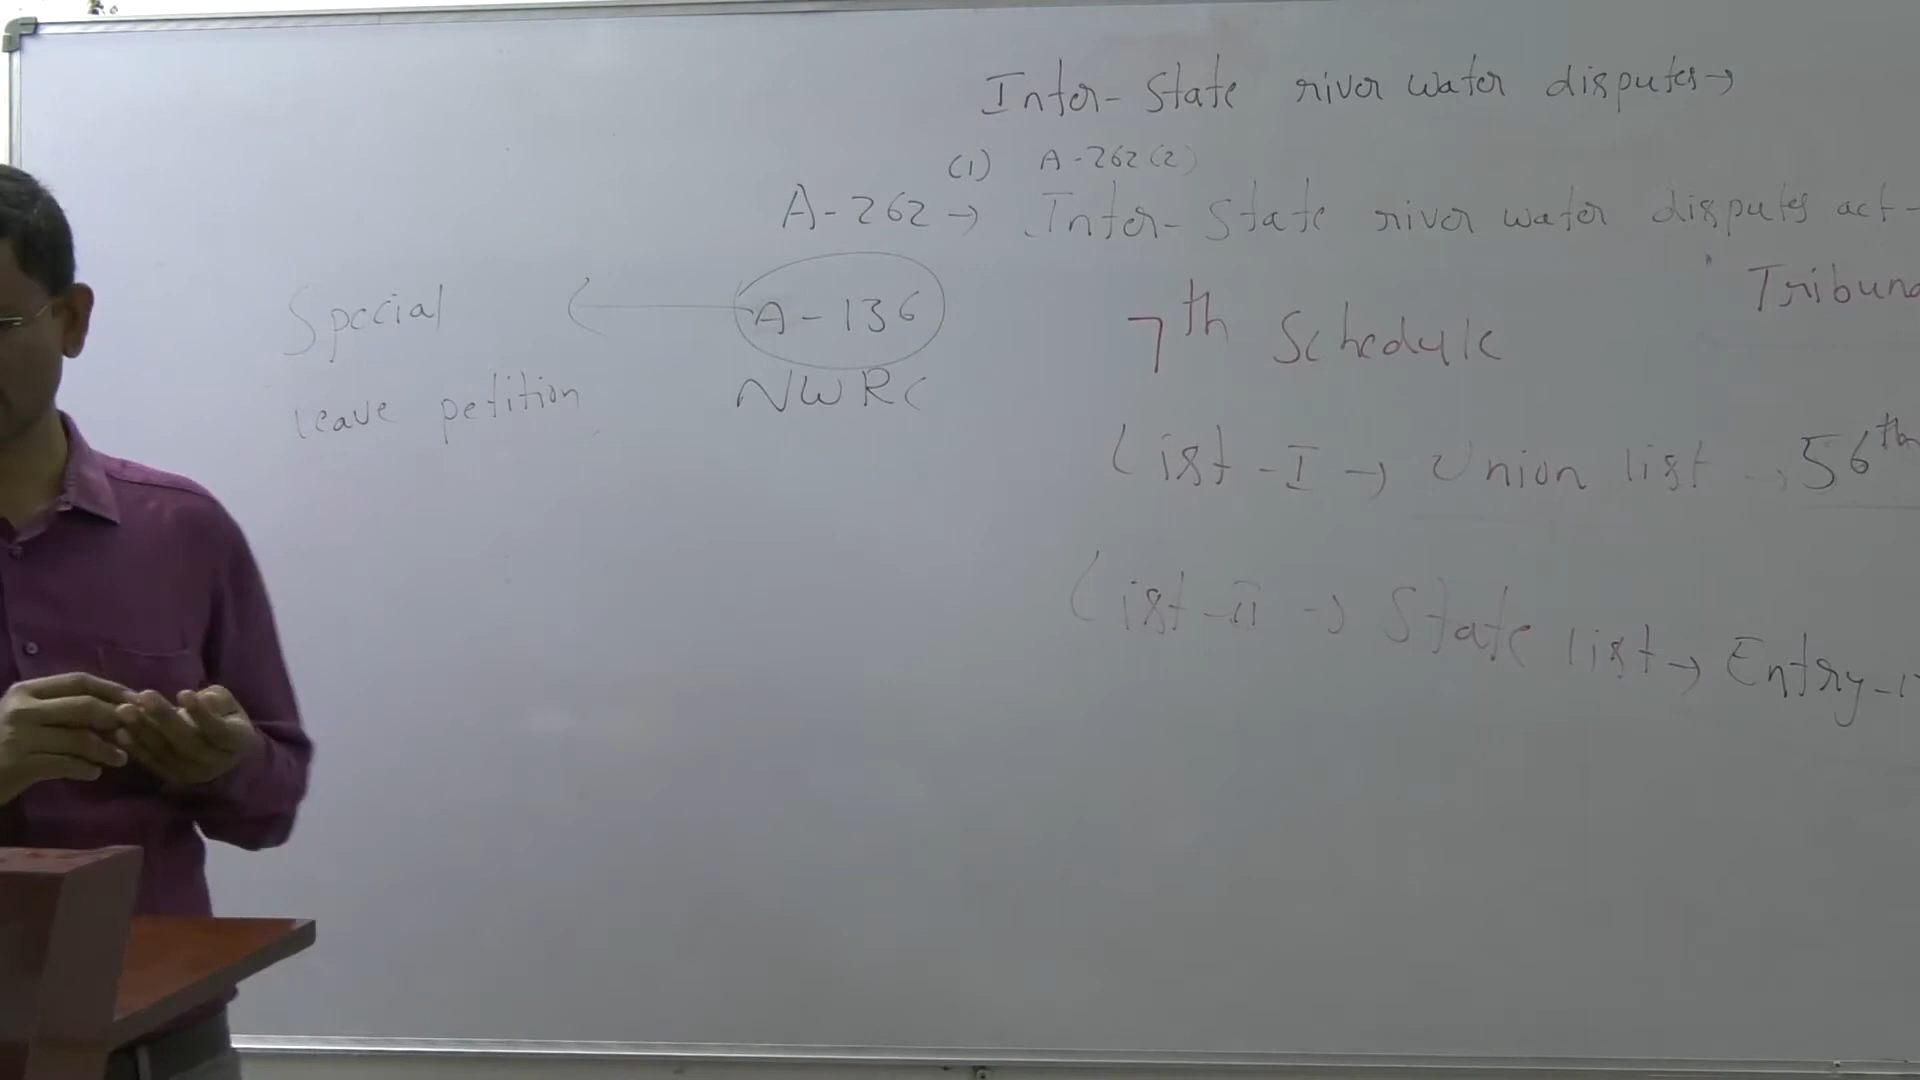 Inter-State river water disputes→
(1) A-262(2)
A-262 → Inter-State river water disputes act-
Tribuna
Special ← A-136
7th Schedule
leave petition
NWRC
List-I → Union list → 56th
List-II → State list → Entry-17